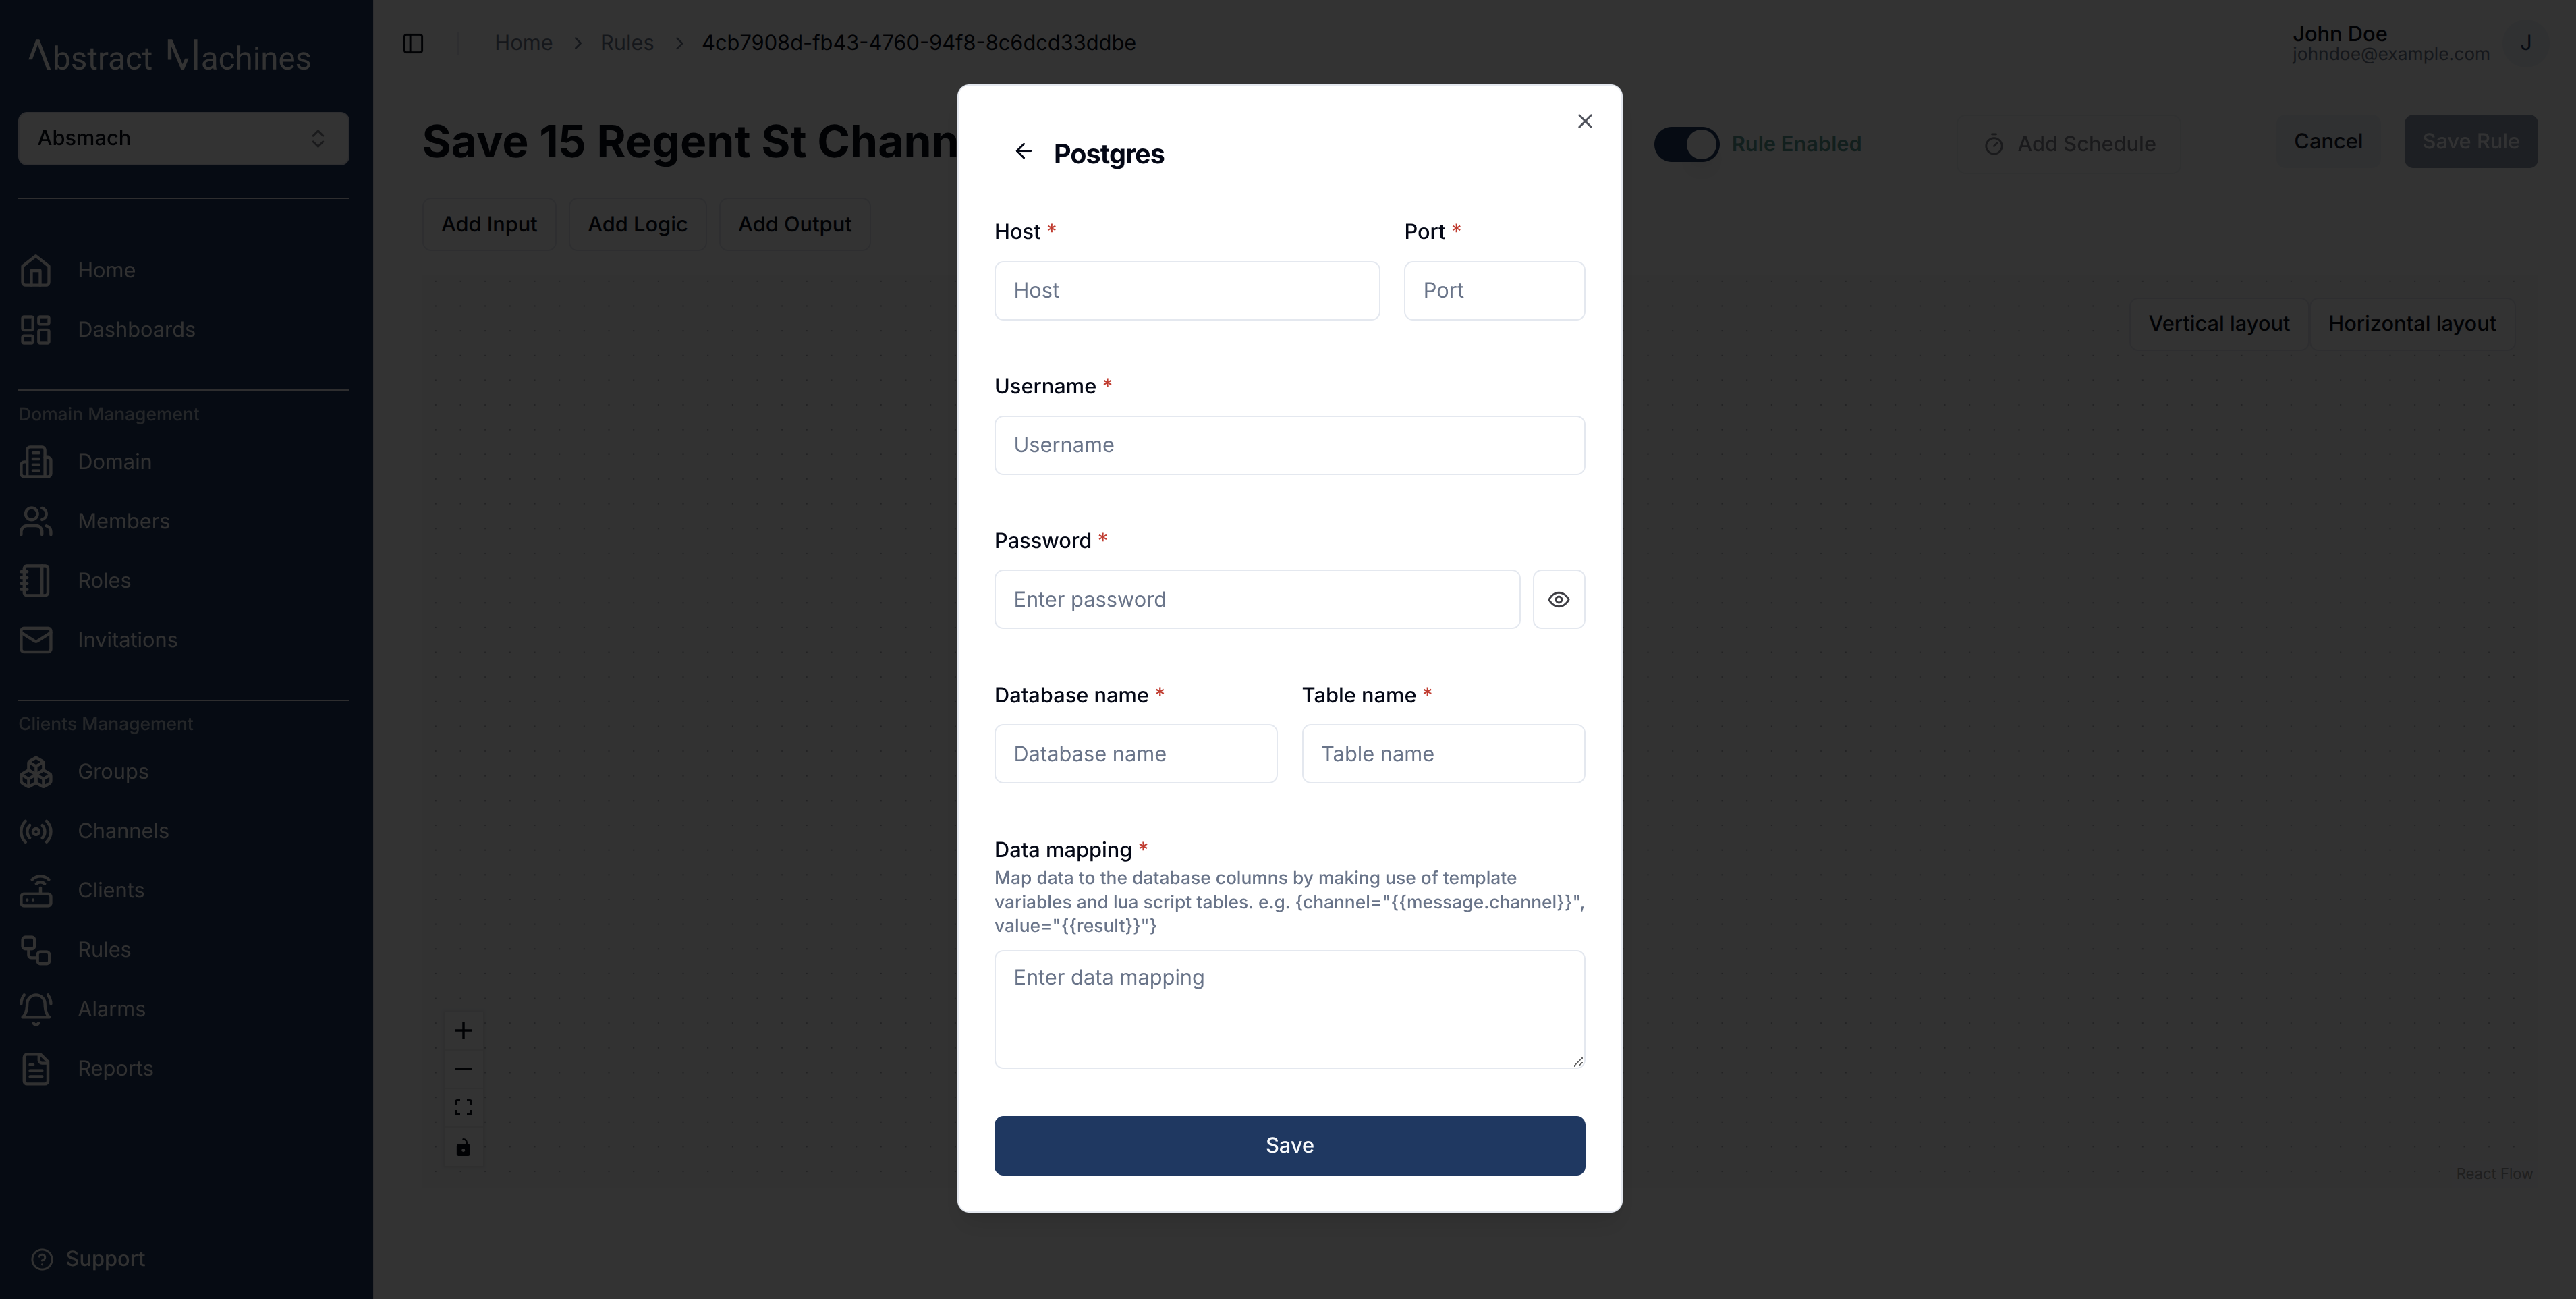 Abstract Machines
Absmach
Home
Dashboards
Domain Management
Domain
Members
Roles
Invitations
Clients Management
Groups
Channels
Clients
Rules
Alarms
Reports
Support
Home > Rules > 4cb7908d-fb43-4760-94f8-8c6dcd33ddbe
John Doe
johndoe@example.com
J
Save 15 Regent St Chann
Rule Enabled
Add Schedule
Cancel
Save Rule
Add Input
Add Logic
Add Output
Vertical layout
Horizontal layout
Postgres
Host *
Port *
Host
Port
Username *
Username
Password *
Enter password
Database name *
Table name *
Database name
Table name
Data mapping *
Map data to the database columns by making use of template
variables and lua script tables. e.g. {channel="{{message.channel}}",
value="{{result}}"}
Enter data mapping
Save
React Flow